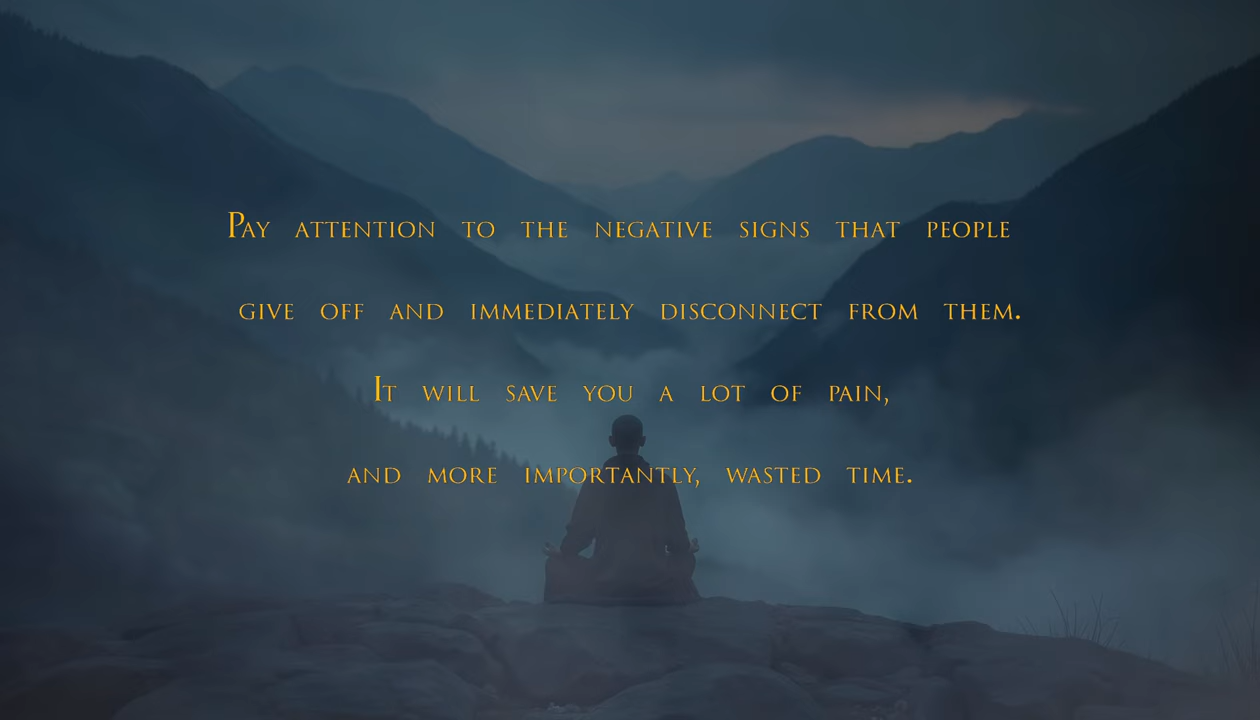 Pay attention to the negative signs that people
give off and immediately disconnect from them.
It will save you a lot of pain,
and more importantly, wasted time.